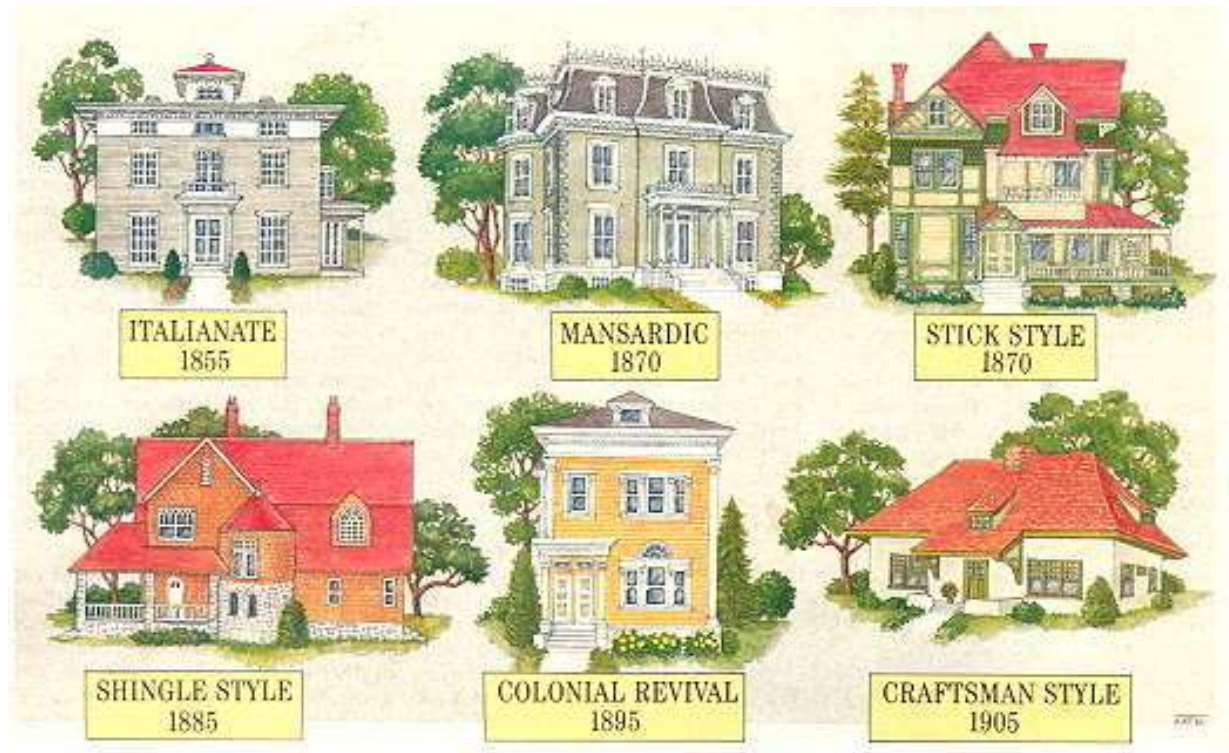 ITALIANATE
1855
MANSARDIC
1870
STICK STYLE
1870
SHINGLE STYLE
1885
COLONIAL REVIVAL
1895
CRAFTSMAN STYLE
1905